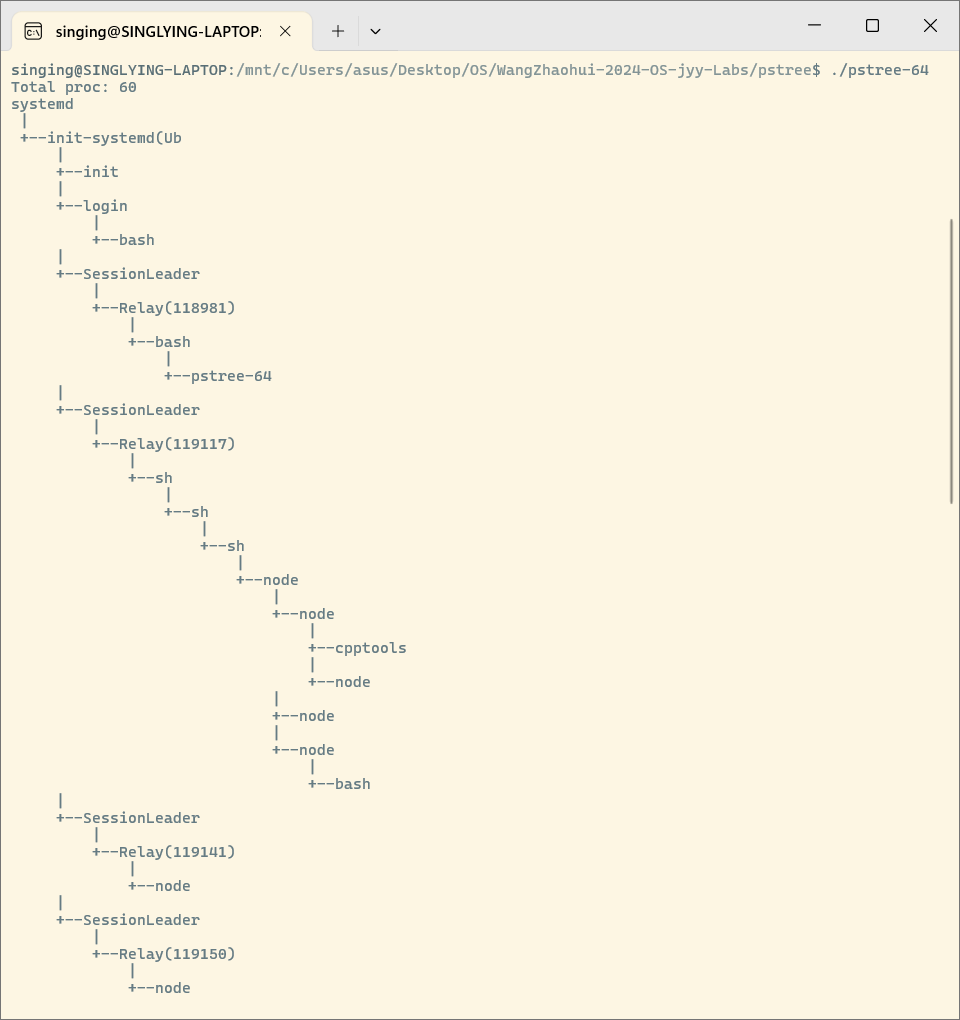 singing@SINGLYING-LAPTOP:
singing@SINGLYING-LAPTOP:/mnt/c/Users/asus/Desktop/OS/WangZhaohui-2024-OS-jyy-Labs/pstree$ ./pstree-64
Total proc: 60
systemd
 |
 +--init-systemd(Ub
     |
     +--init
     |
     +--login
         |
         +--bash
     |
     +--SessionLeader
         |
         +--Relay(118981)
             |
             +--bash
                 |
                 +--pstree-64
     |
     +--SessionLeader
         |
         +--Relay(119117)
             |
             +--sh
                 |
                 +--sh
                     |
                     +--sh
                         |
                         +--node
                             |
                             +--node
                                 |
                                 +--cpptools
                                 |
                                 +--node
                             |
                             +--node
                             |
                             +--node
                                 |
                                 +--bash
     |
     +--SessionLeader
         |
         +--Relay(119141)
             |
             +--node
     |
     +--SessionLeader
         |
         +--Relay(119150)
             |
             +--node